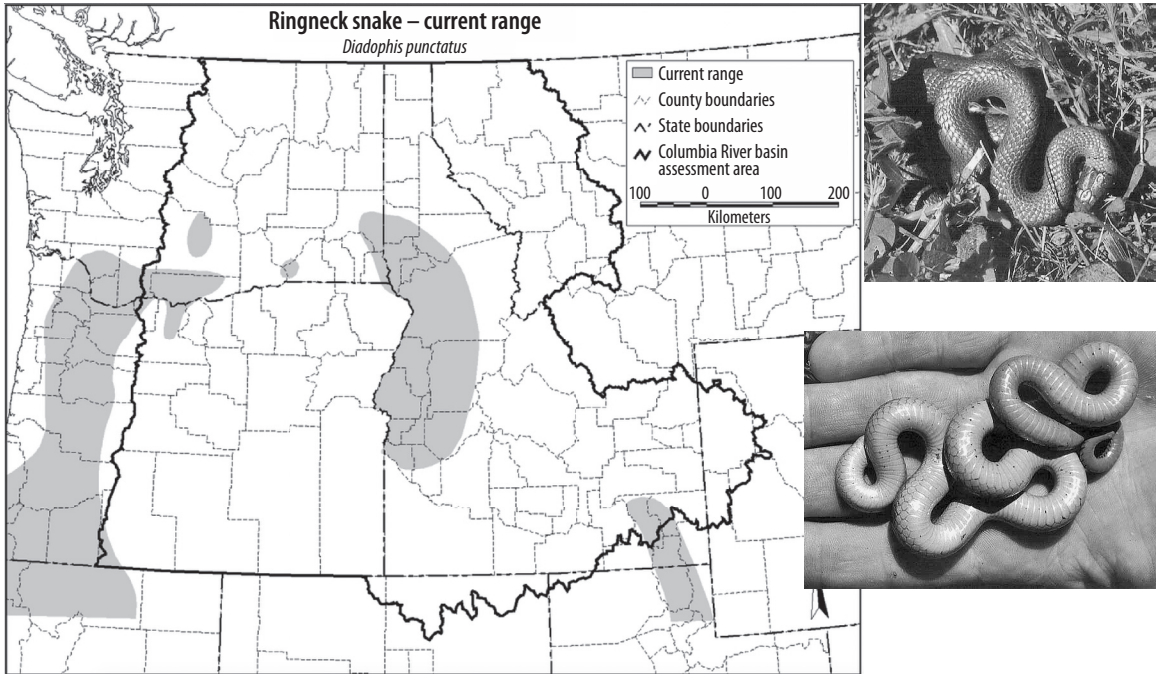 Ringneck snake – current range
Diadophis punctatus
Current range
County boundaries
State boundaries
Columbia River basin
assessment area
100 0 100 200
Kilometers